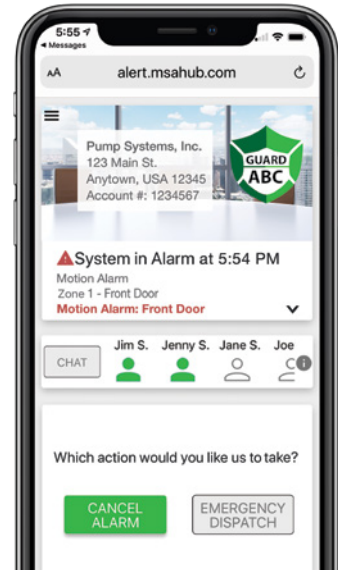 5:55
Messages
AA
alert.msahub.com
Pump Systems, Inc.
123 Main St.
Anytown, USA 12345
Account #: 1234567
GUARD
ABC
System in Alarm at 5:54 PM
Motion Alarm
Zone 1 - Front Door
Motion Alarm: Front Door
CHAT
Jim S.
Jenny S.
Jane S.
Joe
Which action would you like us to take?
CANCEL
ALARM
EMERGENCY
DISPATCH